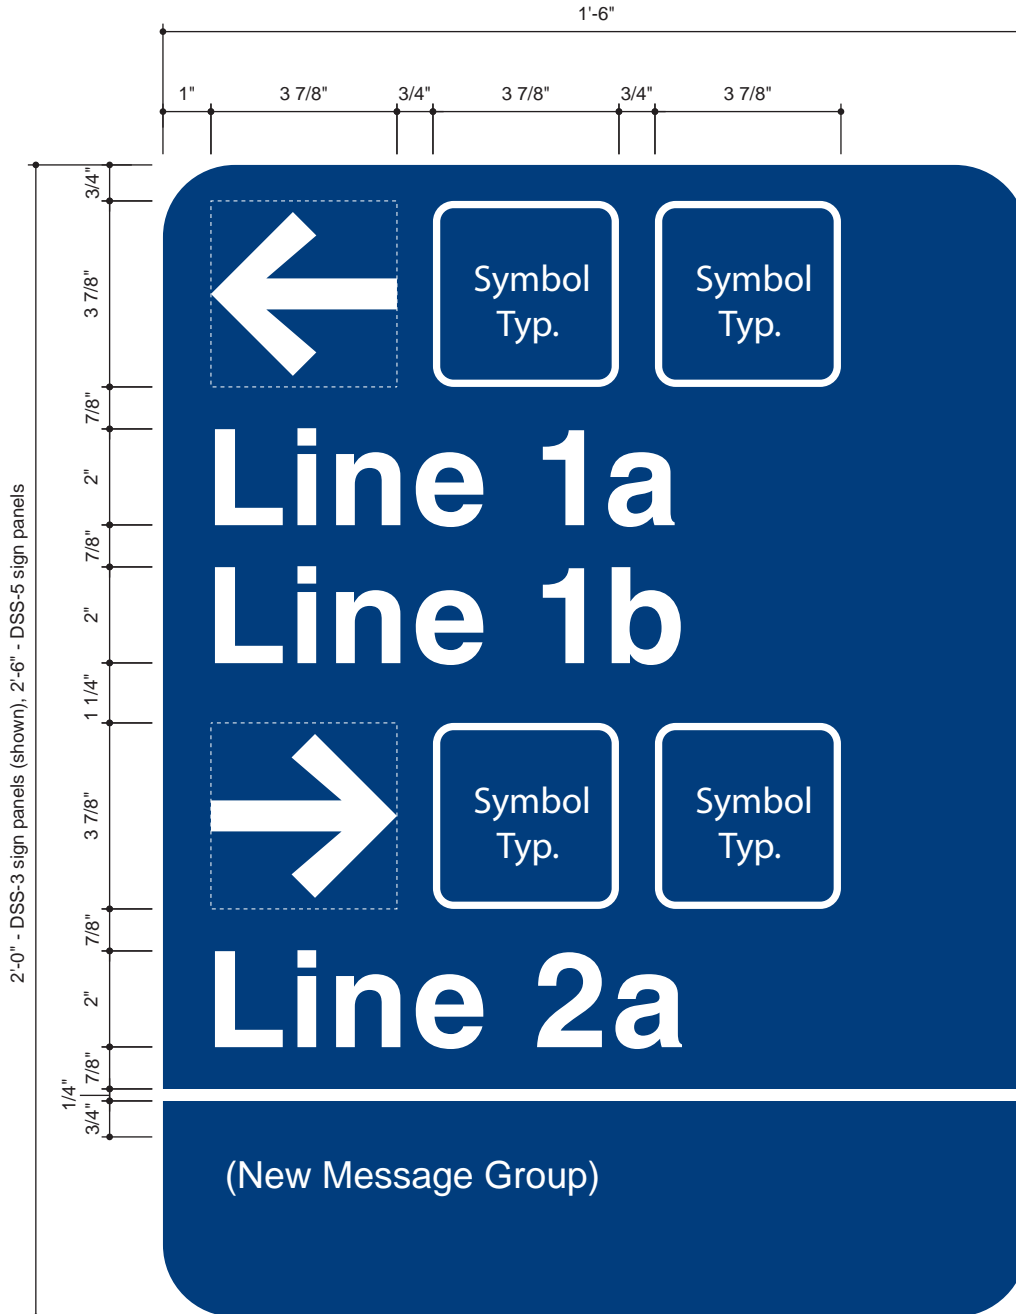 1'-6"
1" 3 7/8" 3/4" 3 7/8" 3/4" 3 7/8"
3/4"
3 7/8"
Symbol
Typ.
Symbol
Typ.
7/8"
2"
Line 1a
7/8"
2"
Line 1b
1 1/4"
3 7/8"
Symbol
Typ.
Symbol
Typ.
7/8"
2"
Line 2a
7/8"
1/4"
3/4"
(New Message Group)
2'-0" - DSS-3 sign panels (shown), 2'-6" - DSS-5 sign panels